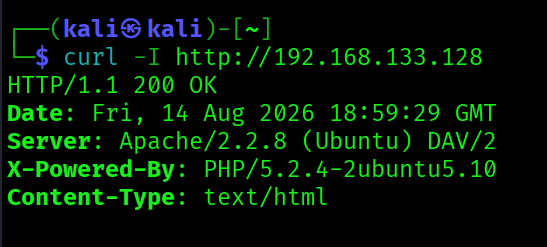 ┌──(kali㉿kali)-[~]
└─$ curl -I http://192.168.133.128
HTTP/1.1 200 OK
Date: Fri, 14 Aug 2026 18:59:29 GMT
Server: Apache/2.2.8 (Ubuntu) DAV/2
X-Powered-By: PHP/5.2.4-2ubuntu5.10
Content-Type: text/html